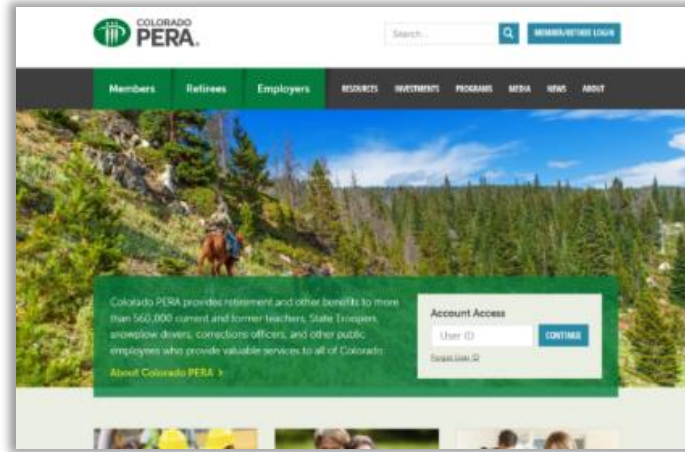 COLORADO
PERA.
Search...
MEMBER/RETIREE LOGIN
Members Retirees Employers RESOURCES INVESTMENTS PROGRAMS MEDIA NEWS ABOUT
Colorado PERA provides retirement and other benefits to more
than 560,000 current and former teachers, State Troopers,
snowplow drivers, corrections officers, and other public
employees who provide valuable services to all of Colorado.
About Colorado PERA >
Account Access
User ID CONTINUE
Forgot User ID